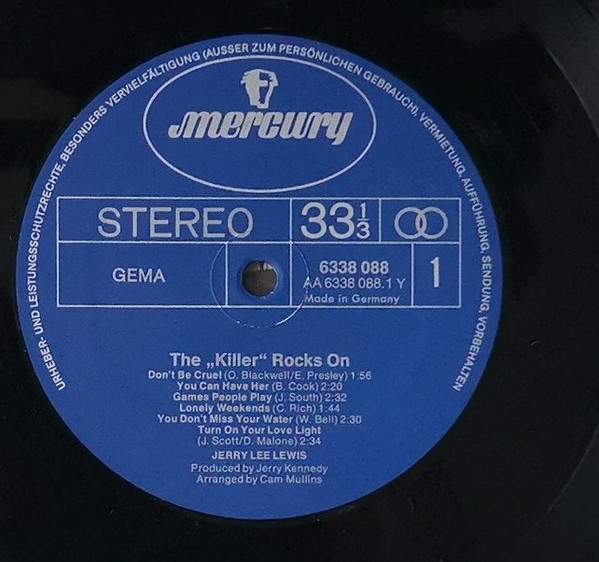 URHEBER- UND LEISTUNGSSCHUTZRECHTE, BESONDERS VERVIELFÄLTIGUNG (AUSSER ZUM PERSÖNLICHEN GEBRAUCH), VERMIETUNG, AUFFÜHRUNG, SENDUNG, VORBEHALTEN
mercury
STEREO 33⅓
GEMA
6338 088
AA 6338 088.1 Y
Made in Germany
1
The „Killer“ Rocks On
Don't Be Cruel (O. Blackwell/E. Presley) 1:56
You Can Have Her (B. Cook) 2:20
Games People Play (J. South) 2:32
Lonely Weekends (C. Rich) 1:44
You Don't Miss Your Water (W. Bell) 2:30
Turn On Your Love Light
(J. Scott/D. Malone) 2:34
JERRY LEE LEWIS
Produced by Jerry Kennedy
Arranged by Cam Mullins